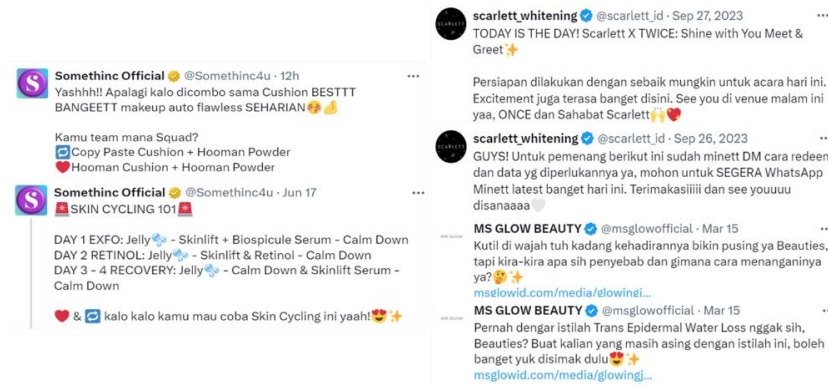 Somethinc Official @Somethinc4u · 12h
Yashhh!! Apalagi kalo dicombo sama Cushion BESTTT
BANGEETT makeup auto flawless SEHARIAN😚🫰
Kamu team mana Squad?
🔁Copy Paste Cushion + Hooman Powder
❤️Hooman Cushion + Hooman Powder
Somethinc Official @Somethinc4u · Jun 17
🚨SKIN CYCLING 101🚨
DAY 1 EXFO: Jelly🫧 - Skinlift + Biospicule Serum - Calm Down
DAY 2 RETINOL: Jelly🫧 - Skinlift & Retinol - Calm Down
DAY 3 - 4 RECOVERY: Jelly🫧 - Calm Down & Skinlift Serum -
Calm Down
❤️ & 🔁 kalo kalo kamu mau coba Skin Cycling ini yaah!😍✨
SCARLETT
scarlett_whitening @scarlett_id · Sep 27, 2023
TODAY IS THE DAY! Scarlett X TWICE: Shine with You Meet &
Greet✨
Persiapan dilakukan dengan sebaik mungkin untuk acara hari ini.
Excitement juga terasa banget disini. See you di venue malam ini
yaa, ONCE dan Sahabat Scarlett🙌💖
SCARLETT
scarlett_whitening @scarlett_id · Sep 26, 2023
GUYS! Untuk pemenang berikut ini sudah minett DM cara redeem
dan data yg diperlukannya ya, mohon untuk SEGERA WhatsApp
Minett latest banget hari ini. Terimakasiiiii dan see youuuu
disanaaaa🤍
MS GLOW BEAUTY @msglowofficial · Mar 15
Kutil di wajah tuh kadang kehadirannya bikin pusing ya Beauties,
tapi kira-kira apa sih penyebab dan gimana cara menanganinya
ya?🤔✨
msglowid.com/media/glowingj...
MS GLOW BEAUTY @msglowofficial · Mar 15
Pernah dengar istilah Trans Epidermal Water Loss nggak sih,
Beauties? Buat kalian yang masih asing dengan istilah ini, boleh
banget yuk disimak dulu😍✨
msglowid.com/media/glowingj...